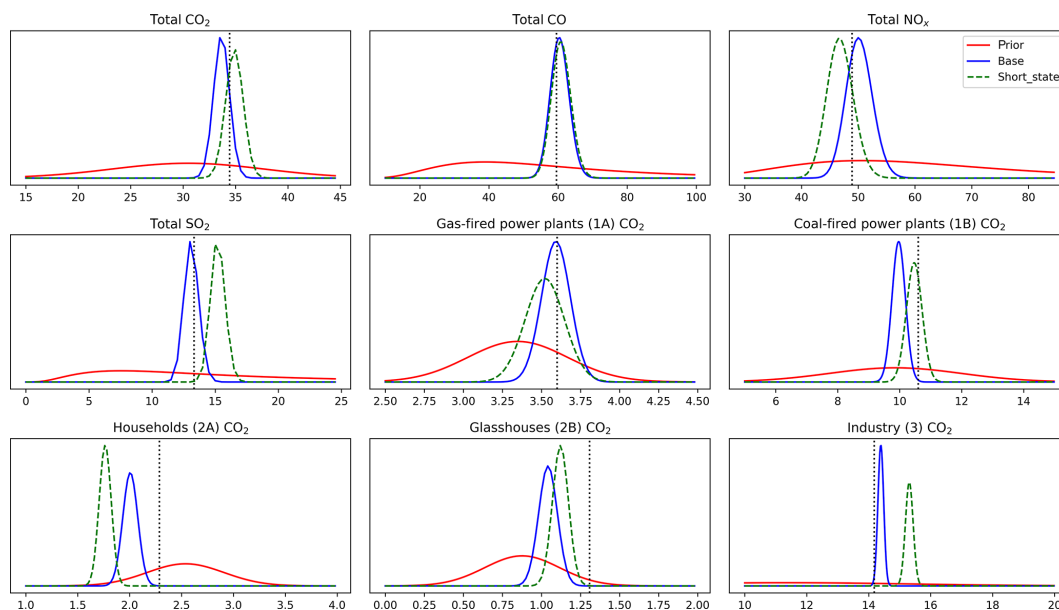 Total CO₂
Total CO
Total NOₓ
Prior
Base
Short_state
15 20 25 30 35 40 45
20 40 60 80 100
30 40 50 60 70 80
Total SO₂
Gas-fired power plants (1A) CO₂
Coal-fired power plants (1B) CO₂
0 5 10 15 20 25
2.50 2.75 3.00 3.25 3.50 3.75 4.00 4.25 4.50
6 8 10 12 14
Households (2A) CO₂
Glasshouses (2B) CO₂
Industry (3) CO₂
1.0 1.5 2.0 2.5 3.0 3.5 4.0
0.00 0.25 0.50 0.75 1.00 1.25 1.50 1.75 2.00
10 12 14 16 18 20